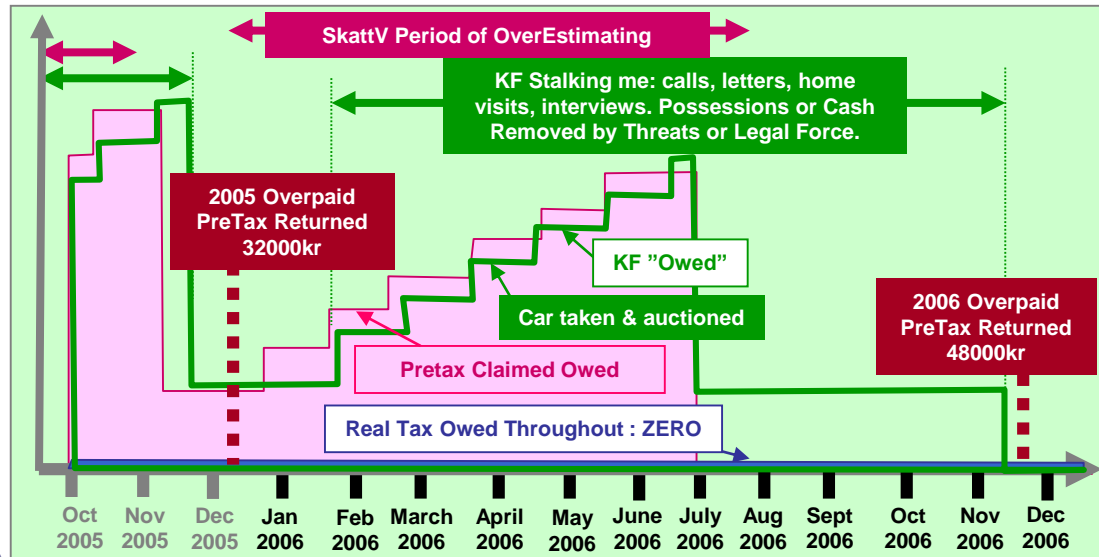 SkattV Period of OverEstimating
KF Stalking me: calls, letters, home
visits, interviews. Possessions or Cash
Removed by Threats or Legal Force.
2005 Overpaid
PreTax Returned
32000kr
KF ”Owed”
Car taken & auctioned
2006 Overpaid
PreTax Returned
48000kr
Pretax Claimed Owed
Real Tax Owed Throughout : ZERO
Oct
2005
Nov
2005
Dec
2005
Jan
2006
Feb
2006
March
2006
April
2006
May
2006
June
2006
July
2006
Aug
2006
Sept
2006
Oct
2006
Nov
2006
Dec
2006